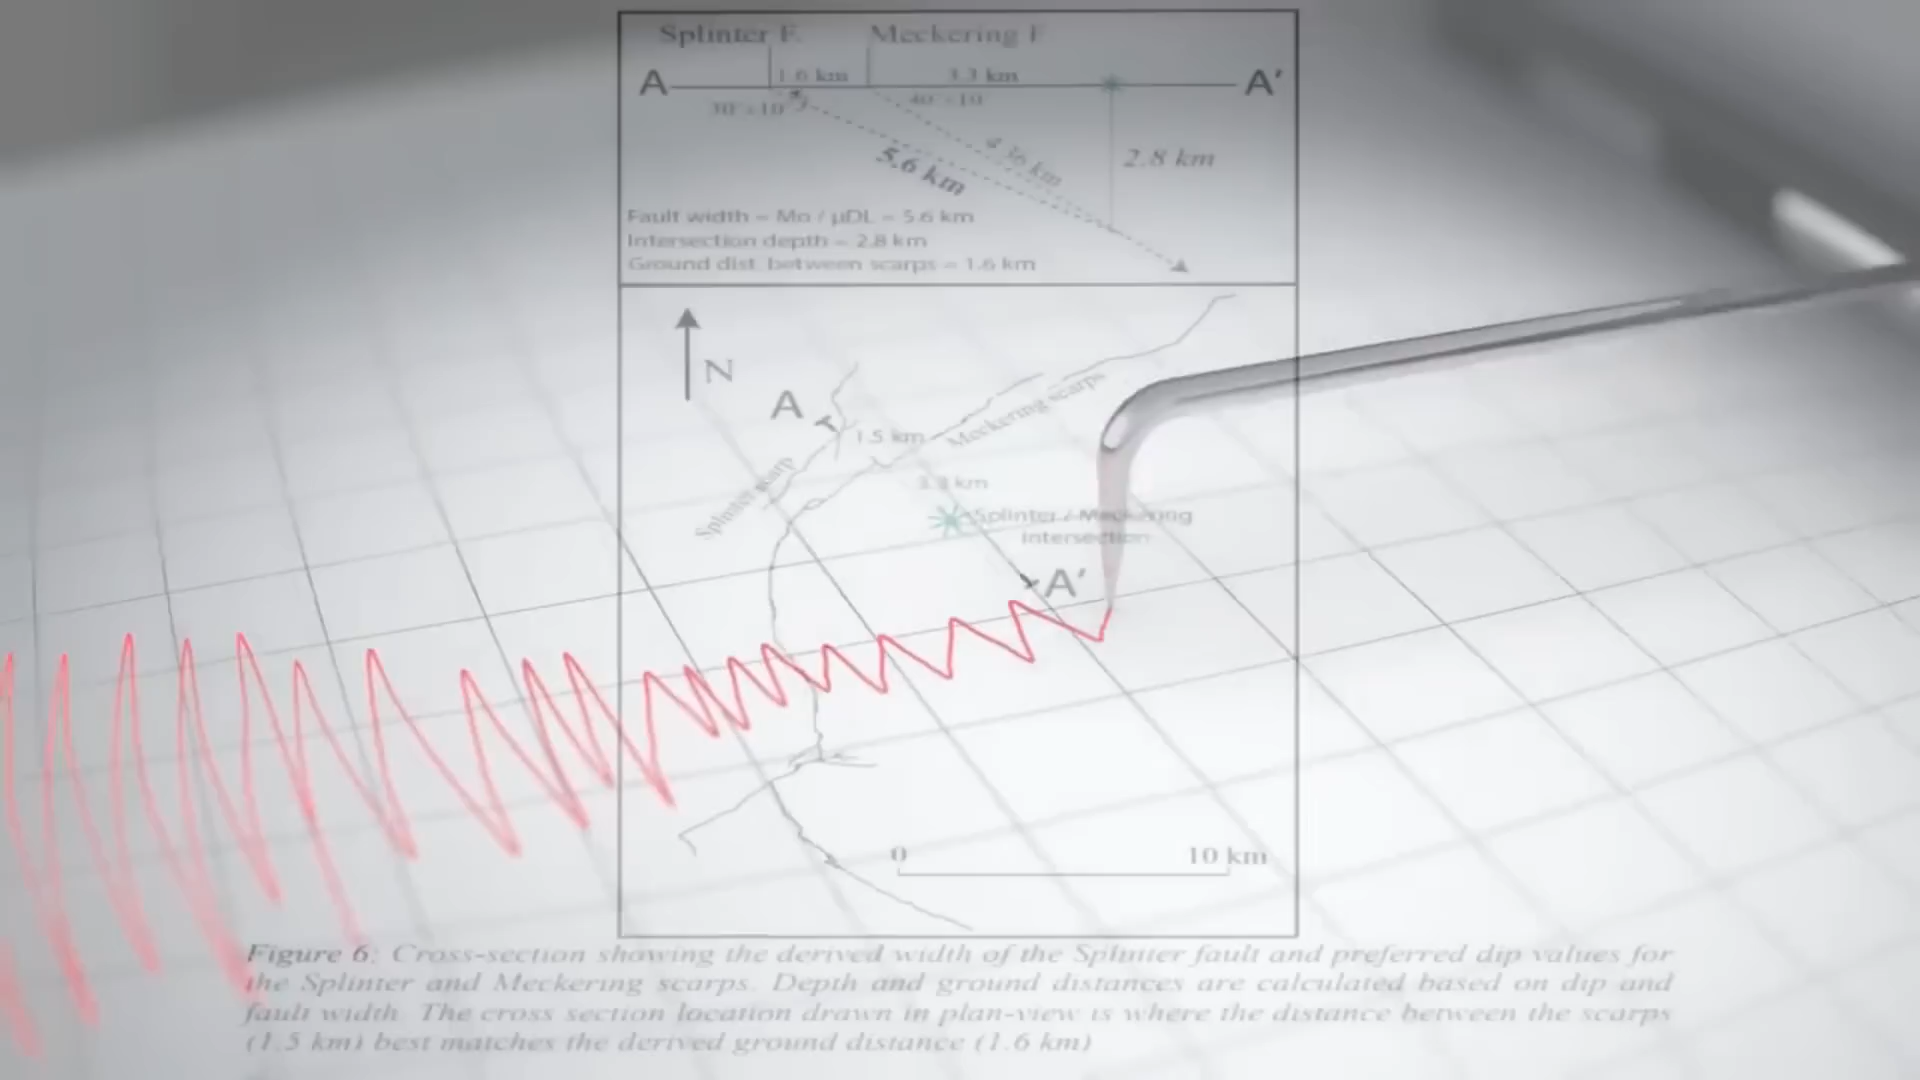 Splinter F. Meckering F
A 1.6 km 3.3 km A'
30°±10° 40°±10
4.36 km
5.6 km
2.8 km
Fault width = Mo / µDL = 5.6 km
Intersection depth = 2.8 km
Ground dist. between scarps = 1.6 km
N
A
Meckering scarps
1.5 km
Splinter scarp
3.3 km
Splinter / Meckering
intersection
A'
0 10 km
Figure 6: Cross-section showing the derived width of the Splinter fault and preferred dip values for
the Splinter and Meckering scarps. Depth and ground distances are calculated based on dip and
fault width. The cross section location drawn in plan-view is where the distance between the scarps
(1.5 km) best matches the derived ground distance (1.6 km)